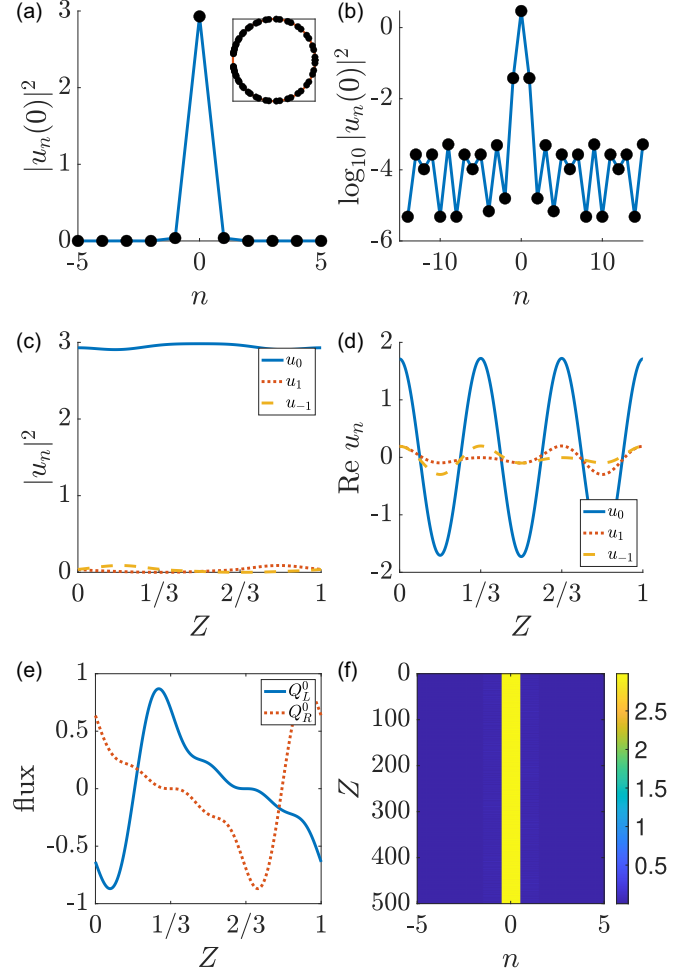 (a)
3
2
1
0
|u_n(0)|^2
-5
0
5
n
(b)
0
-2
-4
-6
log_10 |u_n(0)|^2
-10
0
10
n
(c)
3
2
1
0
|u_n|^2
u_0
u_1
u_{-1}
0
1/3
2/3
1
Z
(d)
2
1
0
-1
-2
Re u_n
u_0
u_1
u_{-1}
0
1/3
2/3
1
Z
(e)
1
0.5
0
-0.5
-1
flux
Q_L^0
Q_R^0
0
1/3
2/3
1
Z
(f)
0
100
200
300
400
500
Z
-5
0
5
n
2.5
2
1.5
1
0.5